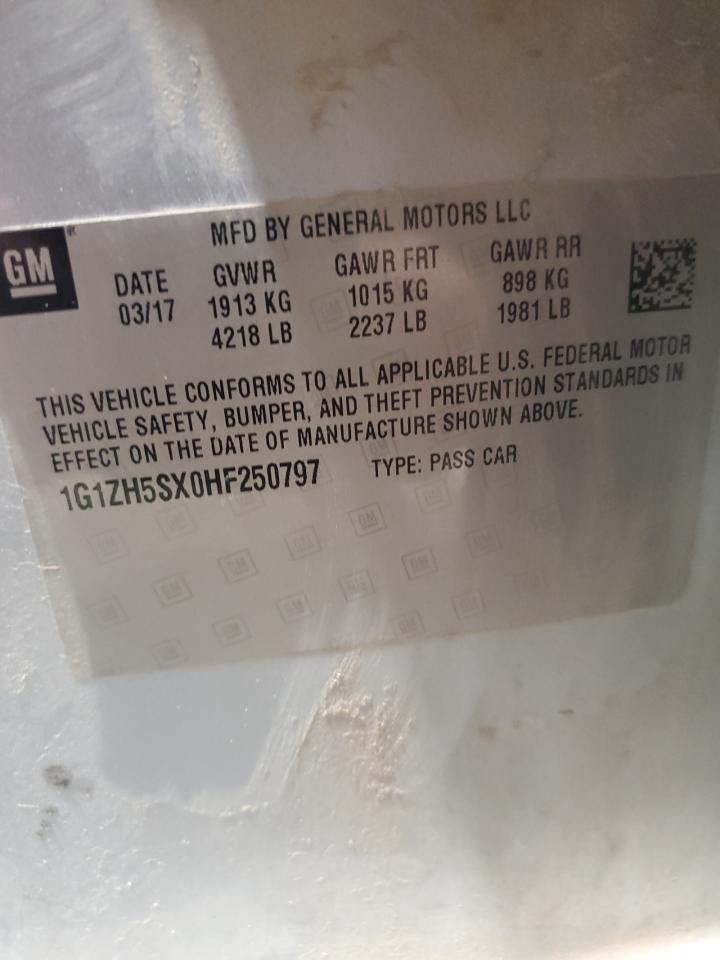 MFD BY GENERAL MOTORS LLC
GM®
DATE GVWR GAWR FRT GAWR RR
03/17 1913 KG 1015 KG 898 KG
4218 LB 2237 LB 1981 LB
THIS VEHICLE CONFORMS TO ALL APPLICABLE U.S. FEDERAL MOTOR
VEHICLE SAFETY, BUMPER, AND THEFT PREVENTION STANDARDS IN
EFFECT ON THE DATE OF MANUFACTURE SHOWN ABOVE.
1G1ZH5SX0HF250797 TYPE: PASS CAR